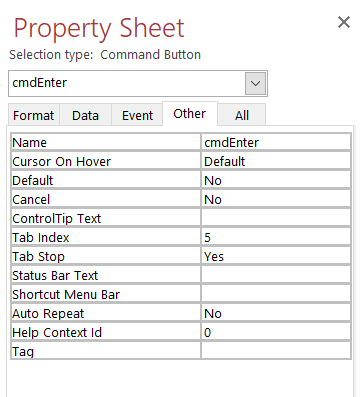 Property Sheet
Selection type: Command Button
cmdEnter
Format Data Event Other All
Name cmdEnter
Cursor On Hover Default
Default No
Cancel No
ControlTip Text
Tab Index 5
Tab Stop Yes
Status Bar Text
Shortcut Menu Bar
Auto Repeat No
Help Context Id 0
Tag